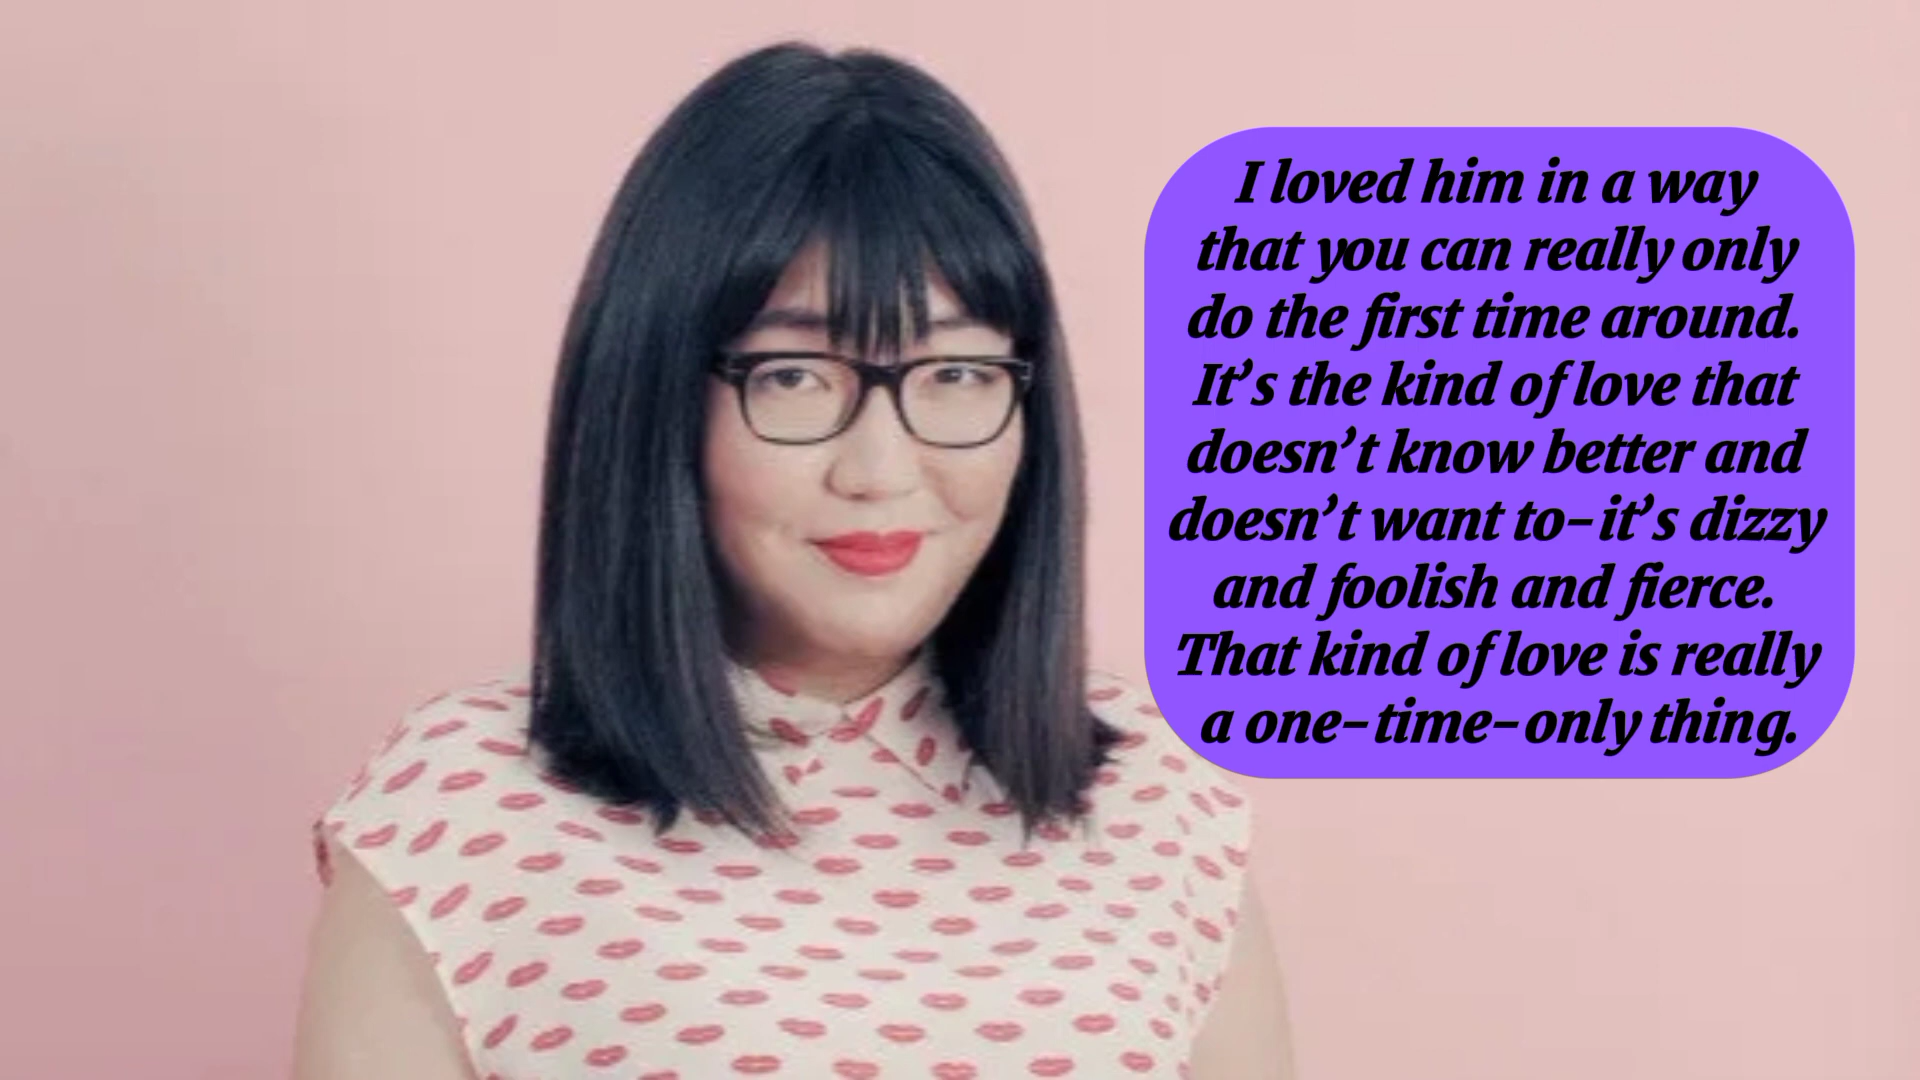 I loved him in a way
that you can really only
do the first time around.
It’s the kind of love that
doesn’t know better and
doesn’t want to-it’s dizzy
and foolish and fierce.
That kind of love is really
a one-time-only thing.